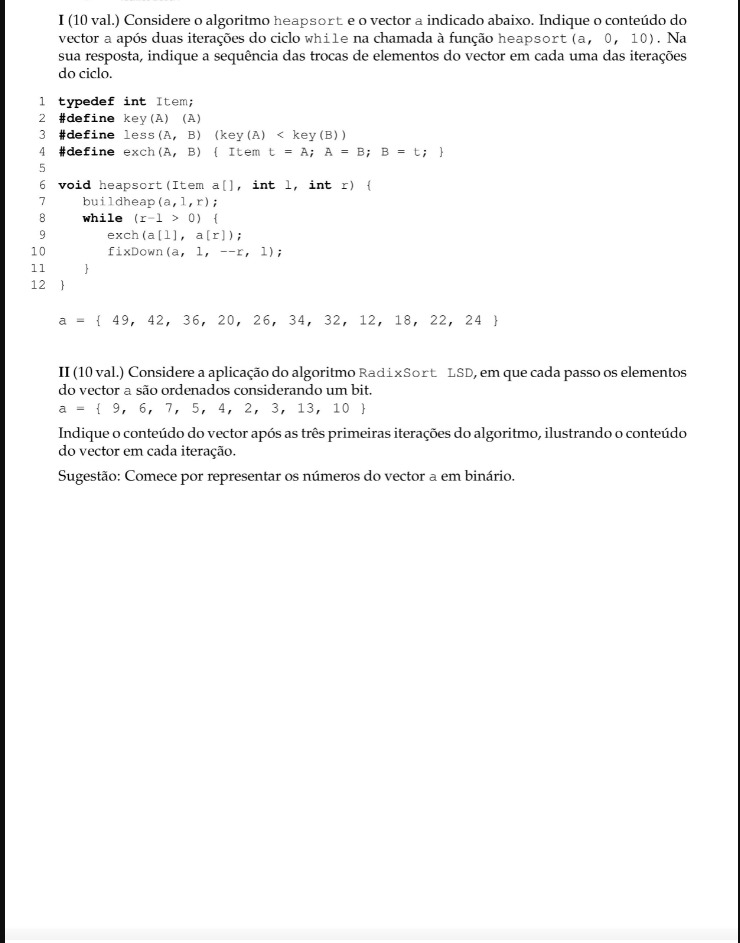 I (10 val.) Considere o algoritmo heapsort e o vector a indicado abaixo. Indique o conteúdo do
vector a após duas iterações do ciclo while na chamada à função heapsort(a, 0, 10). Na
sua resposta, indique a sequência das trocas de elementos do vector em cada uma das iterações
do ciclo.
1 typedef int Item;
2 #define key(A) (A)
3 #define less(A, B) (key(A) < key(B))
4 #define exch(A, B) { Item t = A; A = B; B = t; }
5
6 void heapsort(Item a[], int l, int r) {
7 buildheap(a,l,r);
8 while (r-l > 0) {
9 exch(a[l], a[r]);
10 fixDown(a, l, --r, l);
11 }
12 }
a = { 49, 42, 36, 20, 26, 34, 32, 12, 18, 22, 24 }
II (10 val.) Considere a aplicação do algoritmo RadixSort LSD, em que cada passo os elementos
do vector a são ordenados considerando um bit.
a = { 9, 6, 7, 5, 4, 2, 3, 13, 10 }
Indique o conteúdo do vector após as três primeiras iterações do algoritmo, ilustrando o conteúdo
do vector em cada iteração.
Sugestão: Comece por representar os números do vector a em binário.